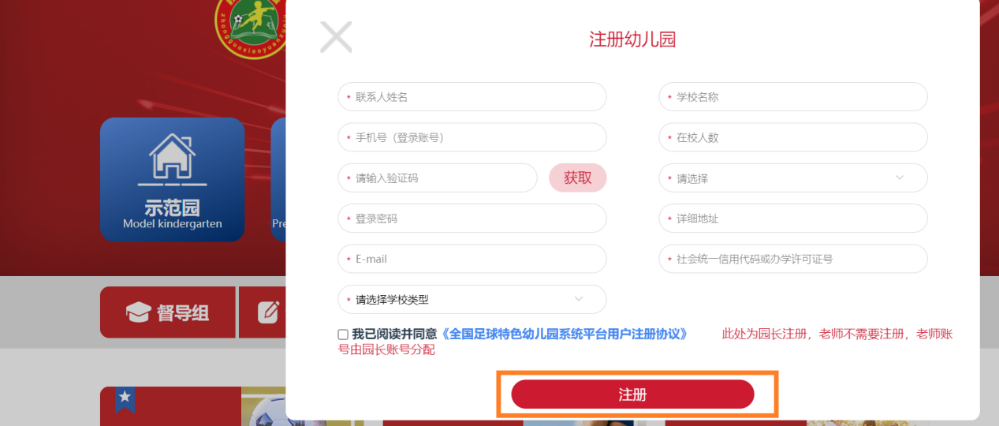 zhongguoxiaoyuanzuqiu
注册幼儿园
* 联系人姓名
* 学校名称
* 手机号（登录账号）
* 在校人数
* 请输入验证码
获取
* 请选择
* 登录密码
* 详细地址
* E-mail
* 社会统一信用代码或办学许可证号
* 请选择学校类型
我已阅读并同意《全国足球特色幼儿园系统平台用户注册协议》 此处为园长注册，老师不需要注册，老师账
号由园长账号分配
注册
示范园
Model kindergarten
Pre
督导组